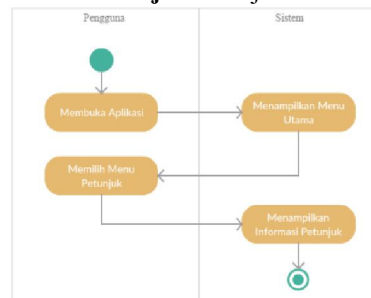 Pengguna
Sistem
Membuka Aplikasi
Menampilkan Menu
Utama
Memilih Menu
Petunjuk
Menampilkan
Informasi Petunjuk